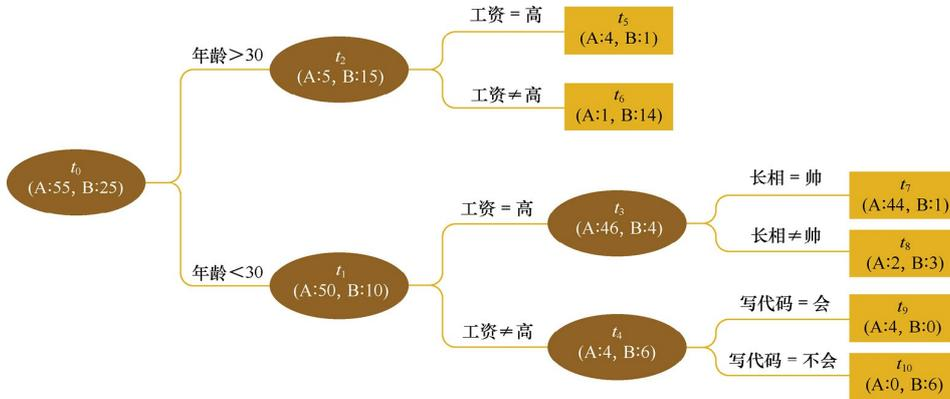 t₀
(A:55, B:25)
年龄>30
t₂
(A:5, B:15)
工资 = 高
t₅
(A:4, B:1)
工资≠高
t₆
(A:1, B:14)
年龄<30
t₁
(A:50, B:10)
工资 = 高
t₃
(A:46, B:4)
长相 = 帅
t₇
(A:44, B:1)
长相≠帅
t₈
(A:2, B:3)
工资≠高
t₄
(A:4, B:6)
写代码 = 会
t₉
(A:4, B:0)
写代码 = 不会
t₁₀
(A:0, B:6)